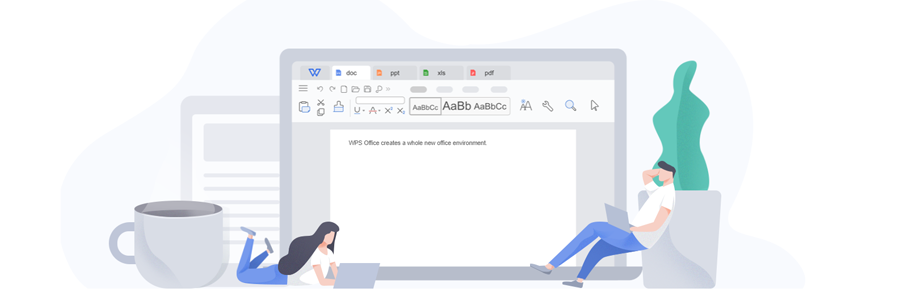 doc ppt xls pdf
AaBbCc AaBb AaBbCc
WPS Office creates a whole new office environment.